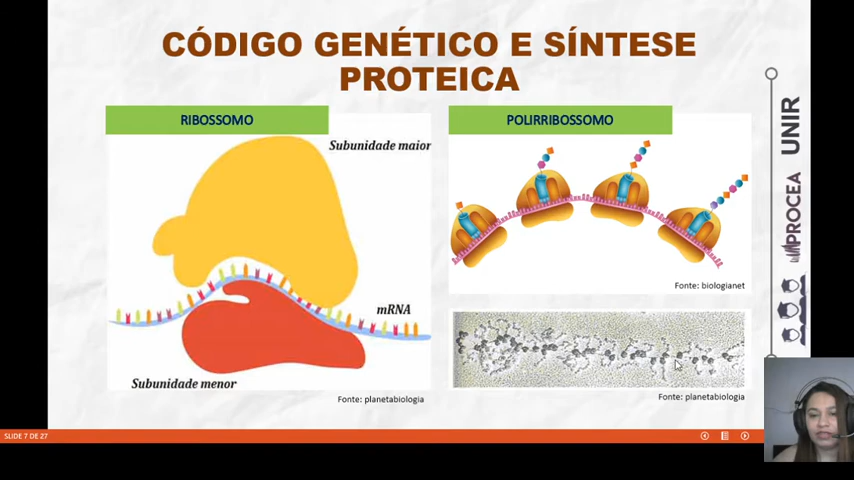 CÓDIGO GENÉTICO E SÍNTESE
PROTEICA
RIBOSSOMO
Subunidade maior
mRNA
Subunidade menor
Fonte: planetabiologia
POLIRRIBOSSOMO
Fonte: biologianet
Fonte: planetabiologia
PROCEA UNIR
SLIDE 7 DE 27